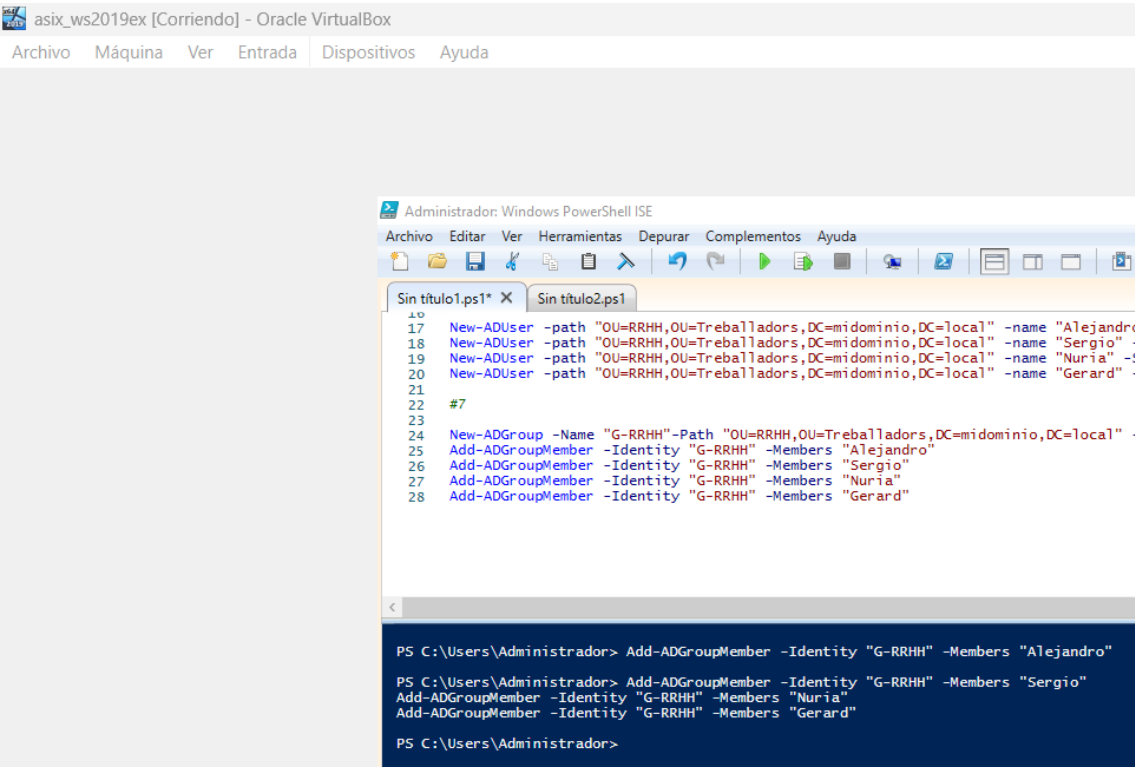 asix_ws2019ex [Corriendo] - Oracle VirtualBox
Archivo Máquina Ver Entrada Dispositivos Ayuda
Administrador: Windows PowerShell ISE
Archivo Editar Ver Herramientas Depurar Complementos Ayuda
Sin título1.ps1* X Sin título2.ps1
16
17 New-ADUser -path "OU=RRHH,OU=Treballadors,DC=midominio,DC=local" -name "Alejandro
18 New-ADUser -path "OU=RRHH,OU=Treballadors,DC=midominio,DC=local" -name "Sergio" -
19 New-ADUser -path "OU=RRHH,OU=Treballadors,DC=midominio,DC=local" -name "Nuria" -S
20 New-ADUser -path "OU=RRHH,OU=Treballadors,DC=midominio,DC=local" -name "Gerard" -
21
22 #7
23
24 New-ADGroup -Name "G-RRHH"-Path "OU=RRHH,OU=Treballadors,DC=midominio,DC=local" -
25 Add-ADGroupMember -Identity "G-RRHH" -Members "Alejandro"
26 Add-ADGroupMember -Identity "G-RRHH" -Members "Sergio"
27 Add-ADGroupMember -Identity "G-RRHH" -Members "Nuria"
28 Add-ADGroupMember -Identity "G-RRHH" -Members "Gerard"
PS C:\Users\Administrador> Add-ADGroupMember -Identity "G-RRHH" -Members "Alejandro"
PS C:\Users\Administrador> Add-ADGroupMember -Identity "G-RRHH" -Members "Sergio"
Add-ADGroupMember -Identity "G-RRHH" -Members "Nuria"
Add-ADGroupMember -Identity "G-RRHH" -Members "Gerard"
PS C:\Users\Administrador>